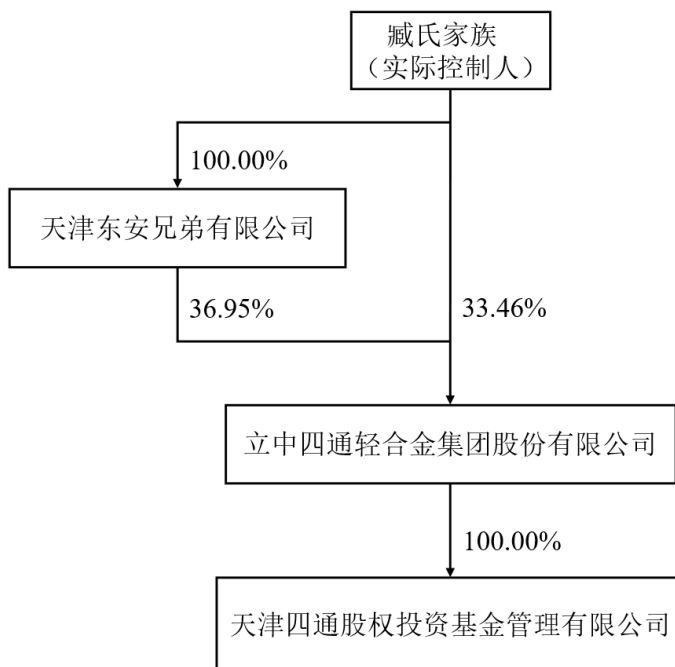 臧氏家族
（实际控制人）
100.00%
天津东安兄弟有限公司
36.95%
33.46%
立中四通轻合金集团股份有限公司
100.00%
天津四通股权投资基金管理有限公司